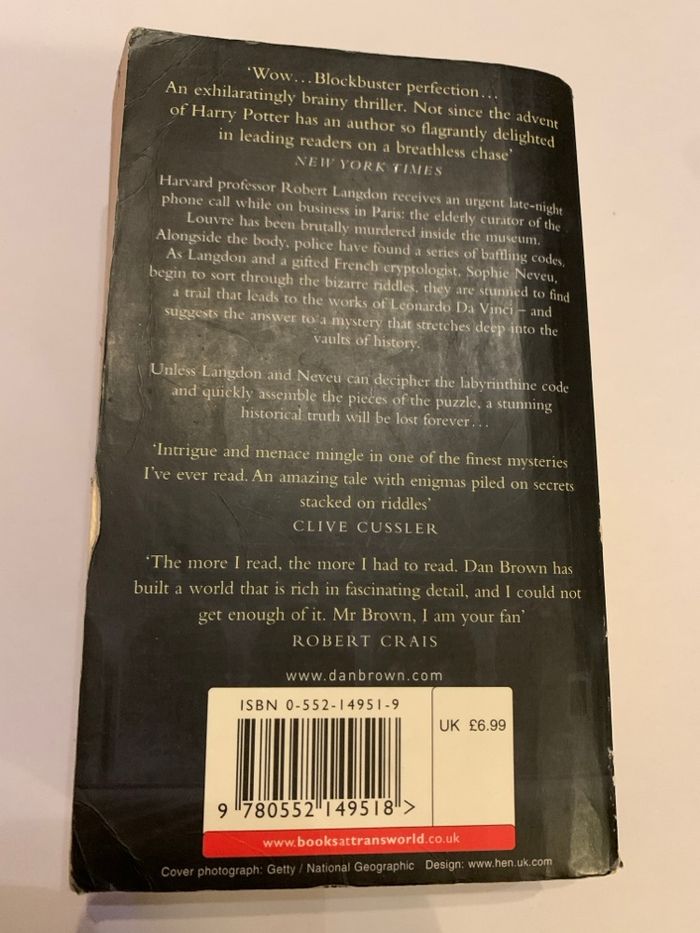 ‘Wow...Blockbuster perfection...
An exhilaratingly brainy thriller. Not since the advent
of Harry Potter has an author so flagrantly delighted
in leading readers on a breathless chase’
NEW YORK TIMES
Harvard professor Robert Langdon receives an urgent late-night
phone call while on business in Paris: the elderly curator of the
Louvre has been brutally murdered inside the museum.
Alongside the body, police have found a series of baffling codes.
As Langdon and a gifted French cryptologist, Sophie Neveu,
begin to sort through the bizarre riddles, they are stunned to find
a trail that leads to the works of Leonardo Da Vinci – and
suggests the answer to a mystery that stretches deep into the
vaults of history.
Unless Langdon and Neveu can decipher the labyrinthine code
and quickly assemble the pieces of the puzzle, a stunning
historical truth will be lost forever...
‘Intrigue and menace mingle in one of the finest mysteries
I’ve ever read. An amazing tale with enigmas piled on secrets
stacked on riddles’
CLIVE CUSSLER
‘The more I read, the more I had to read. Dan Brown has
built a world that is rich in fascinating detail, and I could not
get enough of it. Mr Brown, I am your fan’
ROBERT CRAIS
www.danbrown.com
ISBN 0-552-14951-9
UK £6.99
9 780552 149518 >
www.booksattransworld.co.uk
Cover photograph: Getty / National Geographic Design: www.hen.uk.com